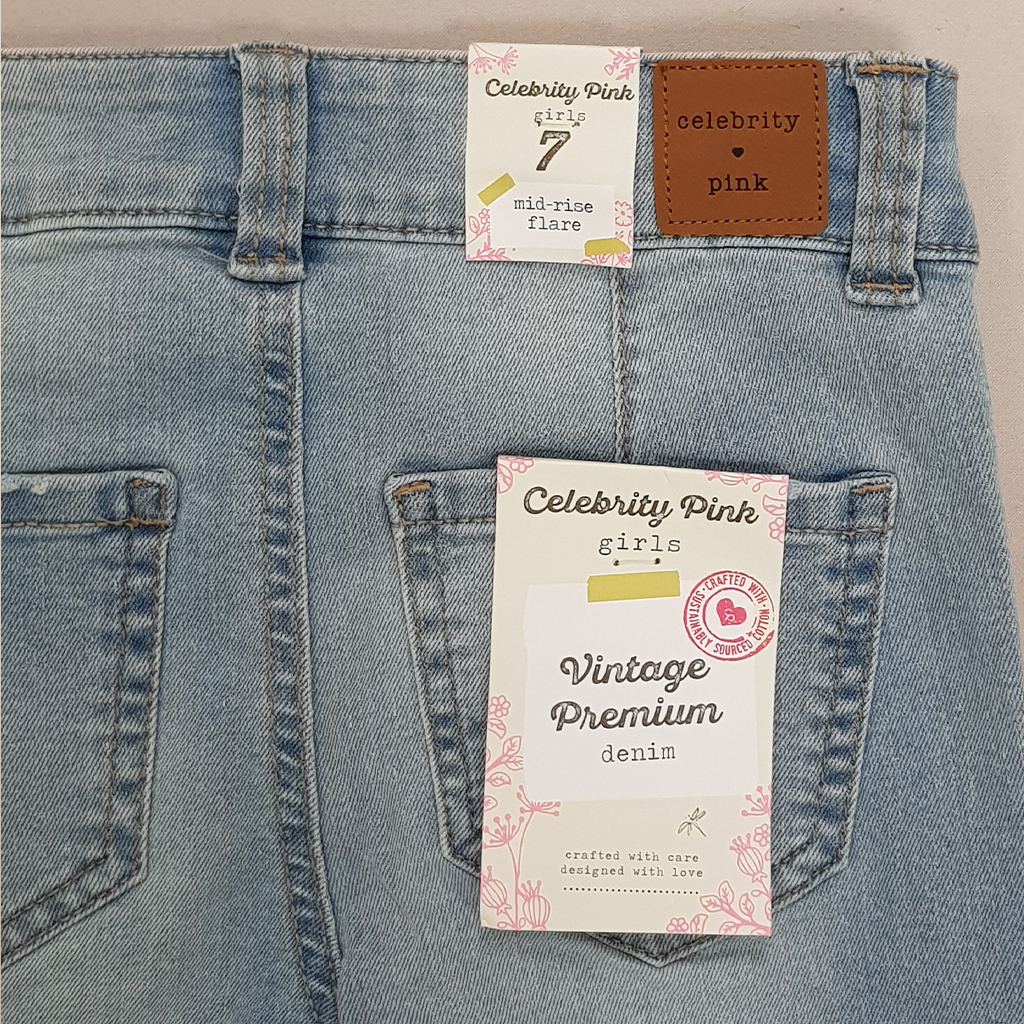 Celebrity Pink
girls
7
mid-rise
flare
celebrity
pink
Celebrity Pink
girls
CRAFTED WITH
SUSTAINABLY SOURCED COTTON
Vintage
Premium
denim
crafted with care
designed with love